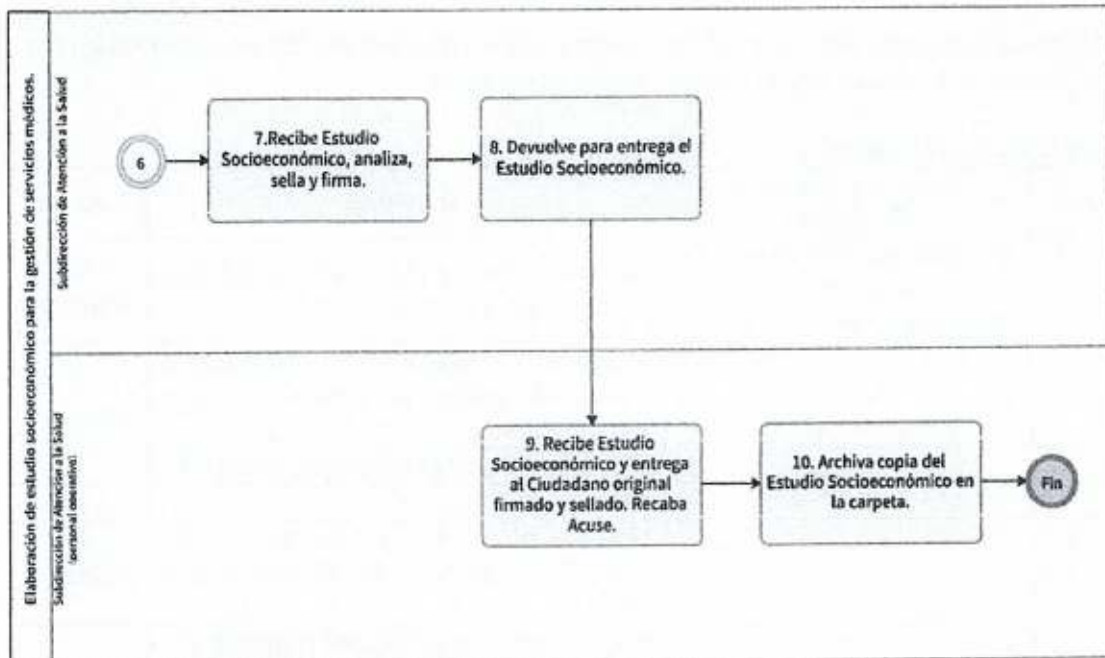 Elaboración de estudio socioeconómico para la gestión de servicios médicos.
Subdirección de Atención a la Salud
6
7.Recibe Estudio
Socioeconómico, analiza,
sella y firma.
8. Devuelve para entrega el
Estudio Socioeconómico.
Subdirección de Atención a la Salud
(personal operativo)
9. Recibe Estudio
Socioeconómico y entrega
al Ciudadano original
firmado y sellado. Recaba
Acuse.
10. Archiva copia del
Estudio Socioeconómico en
la carpeta.
Fin